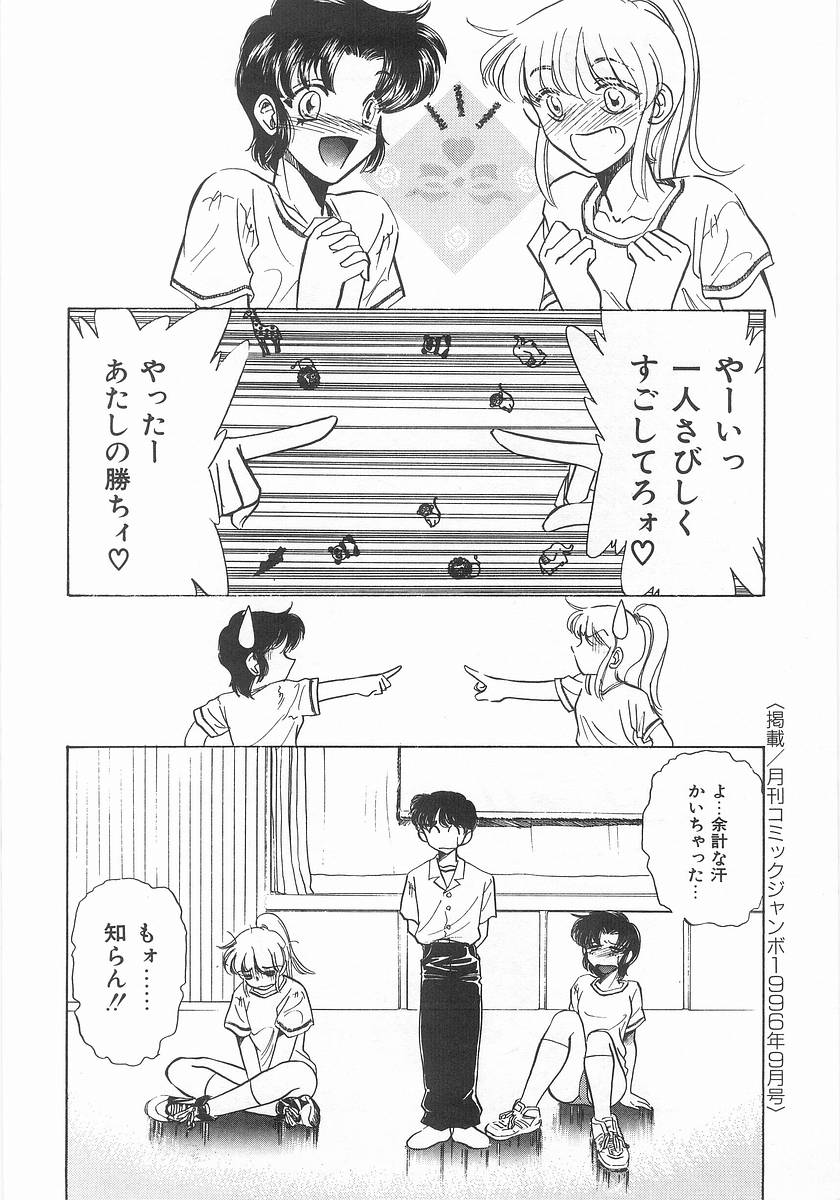 やーいっ
一人さびしく
すごしてろォ♡
やったー
あたしの勝ちィ♡
よ…余計な汗
かいちゃった…
もォ……
知らん!!
〈掲載／月刊コミックジャンボ1996年9月号〉